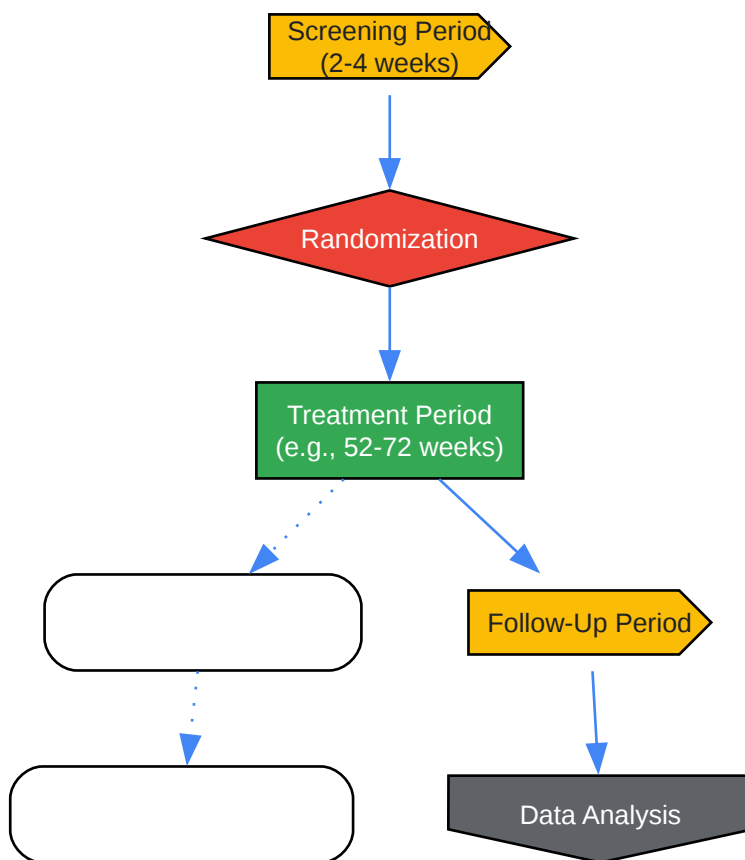 Screening Period
(2-4 weeks)
Randomization
Treatment Period
(e.g., 52-72 weeks)
Follow-Up Period
Data Analysis